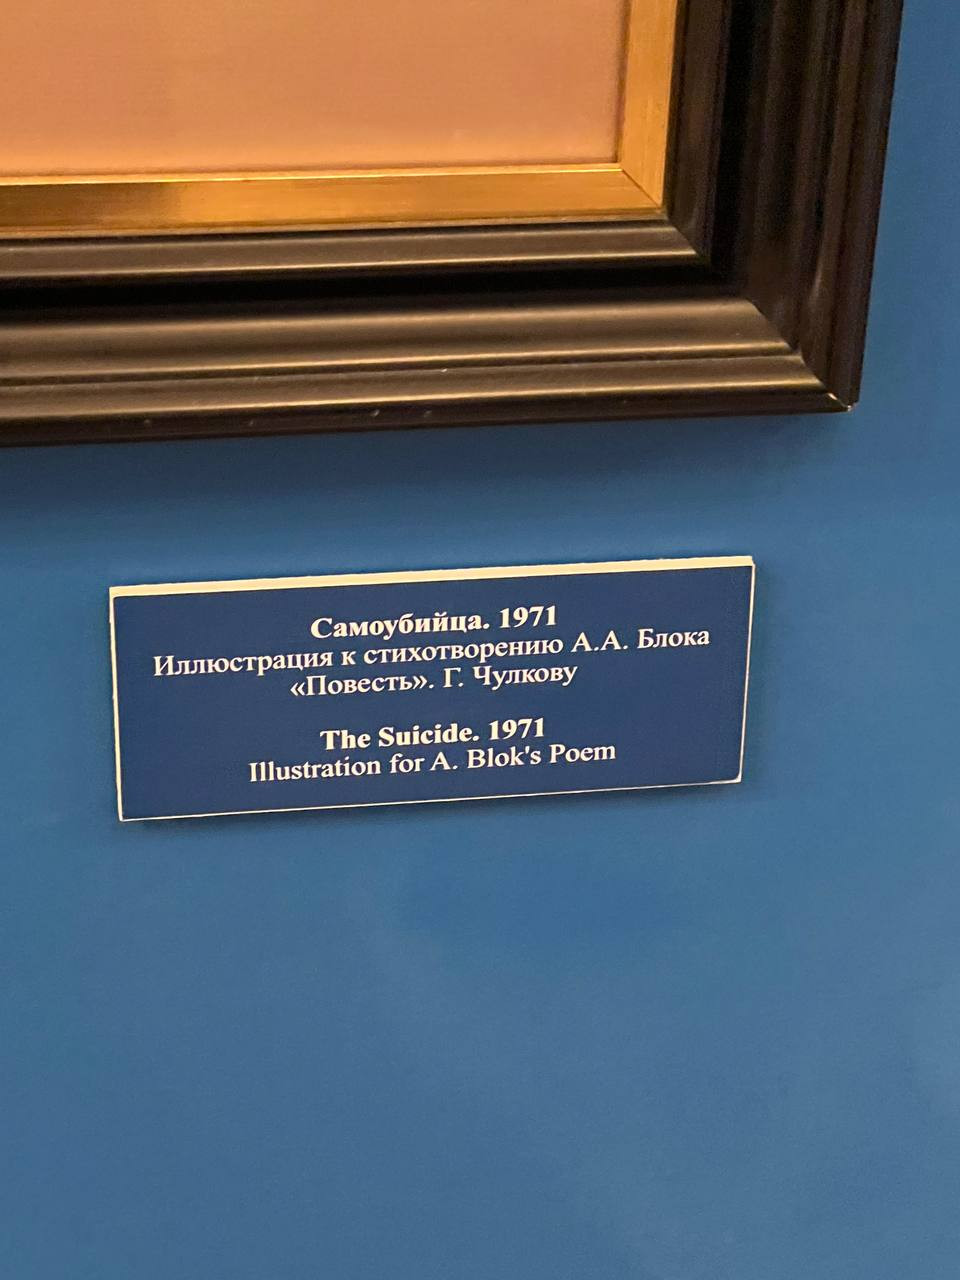 Самоубийца. 1971
Иллюстрация к стихотворению А.А. Блока
«Повесть». Г. Чулкову
The Suicide. 1971
Illustration for A. Blok's Poem